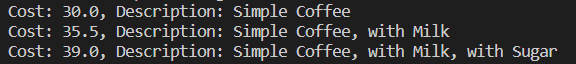 Cost: 30.0, Description: Simple Coffee
Cost: 35.5, Description: Simple Coffee, with Milk
Cost: 39.0, Description: Simple Coffee, with Milk, with Sugar